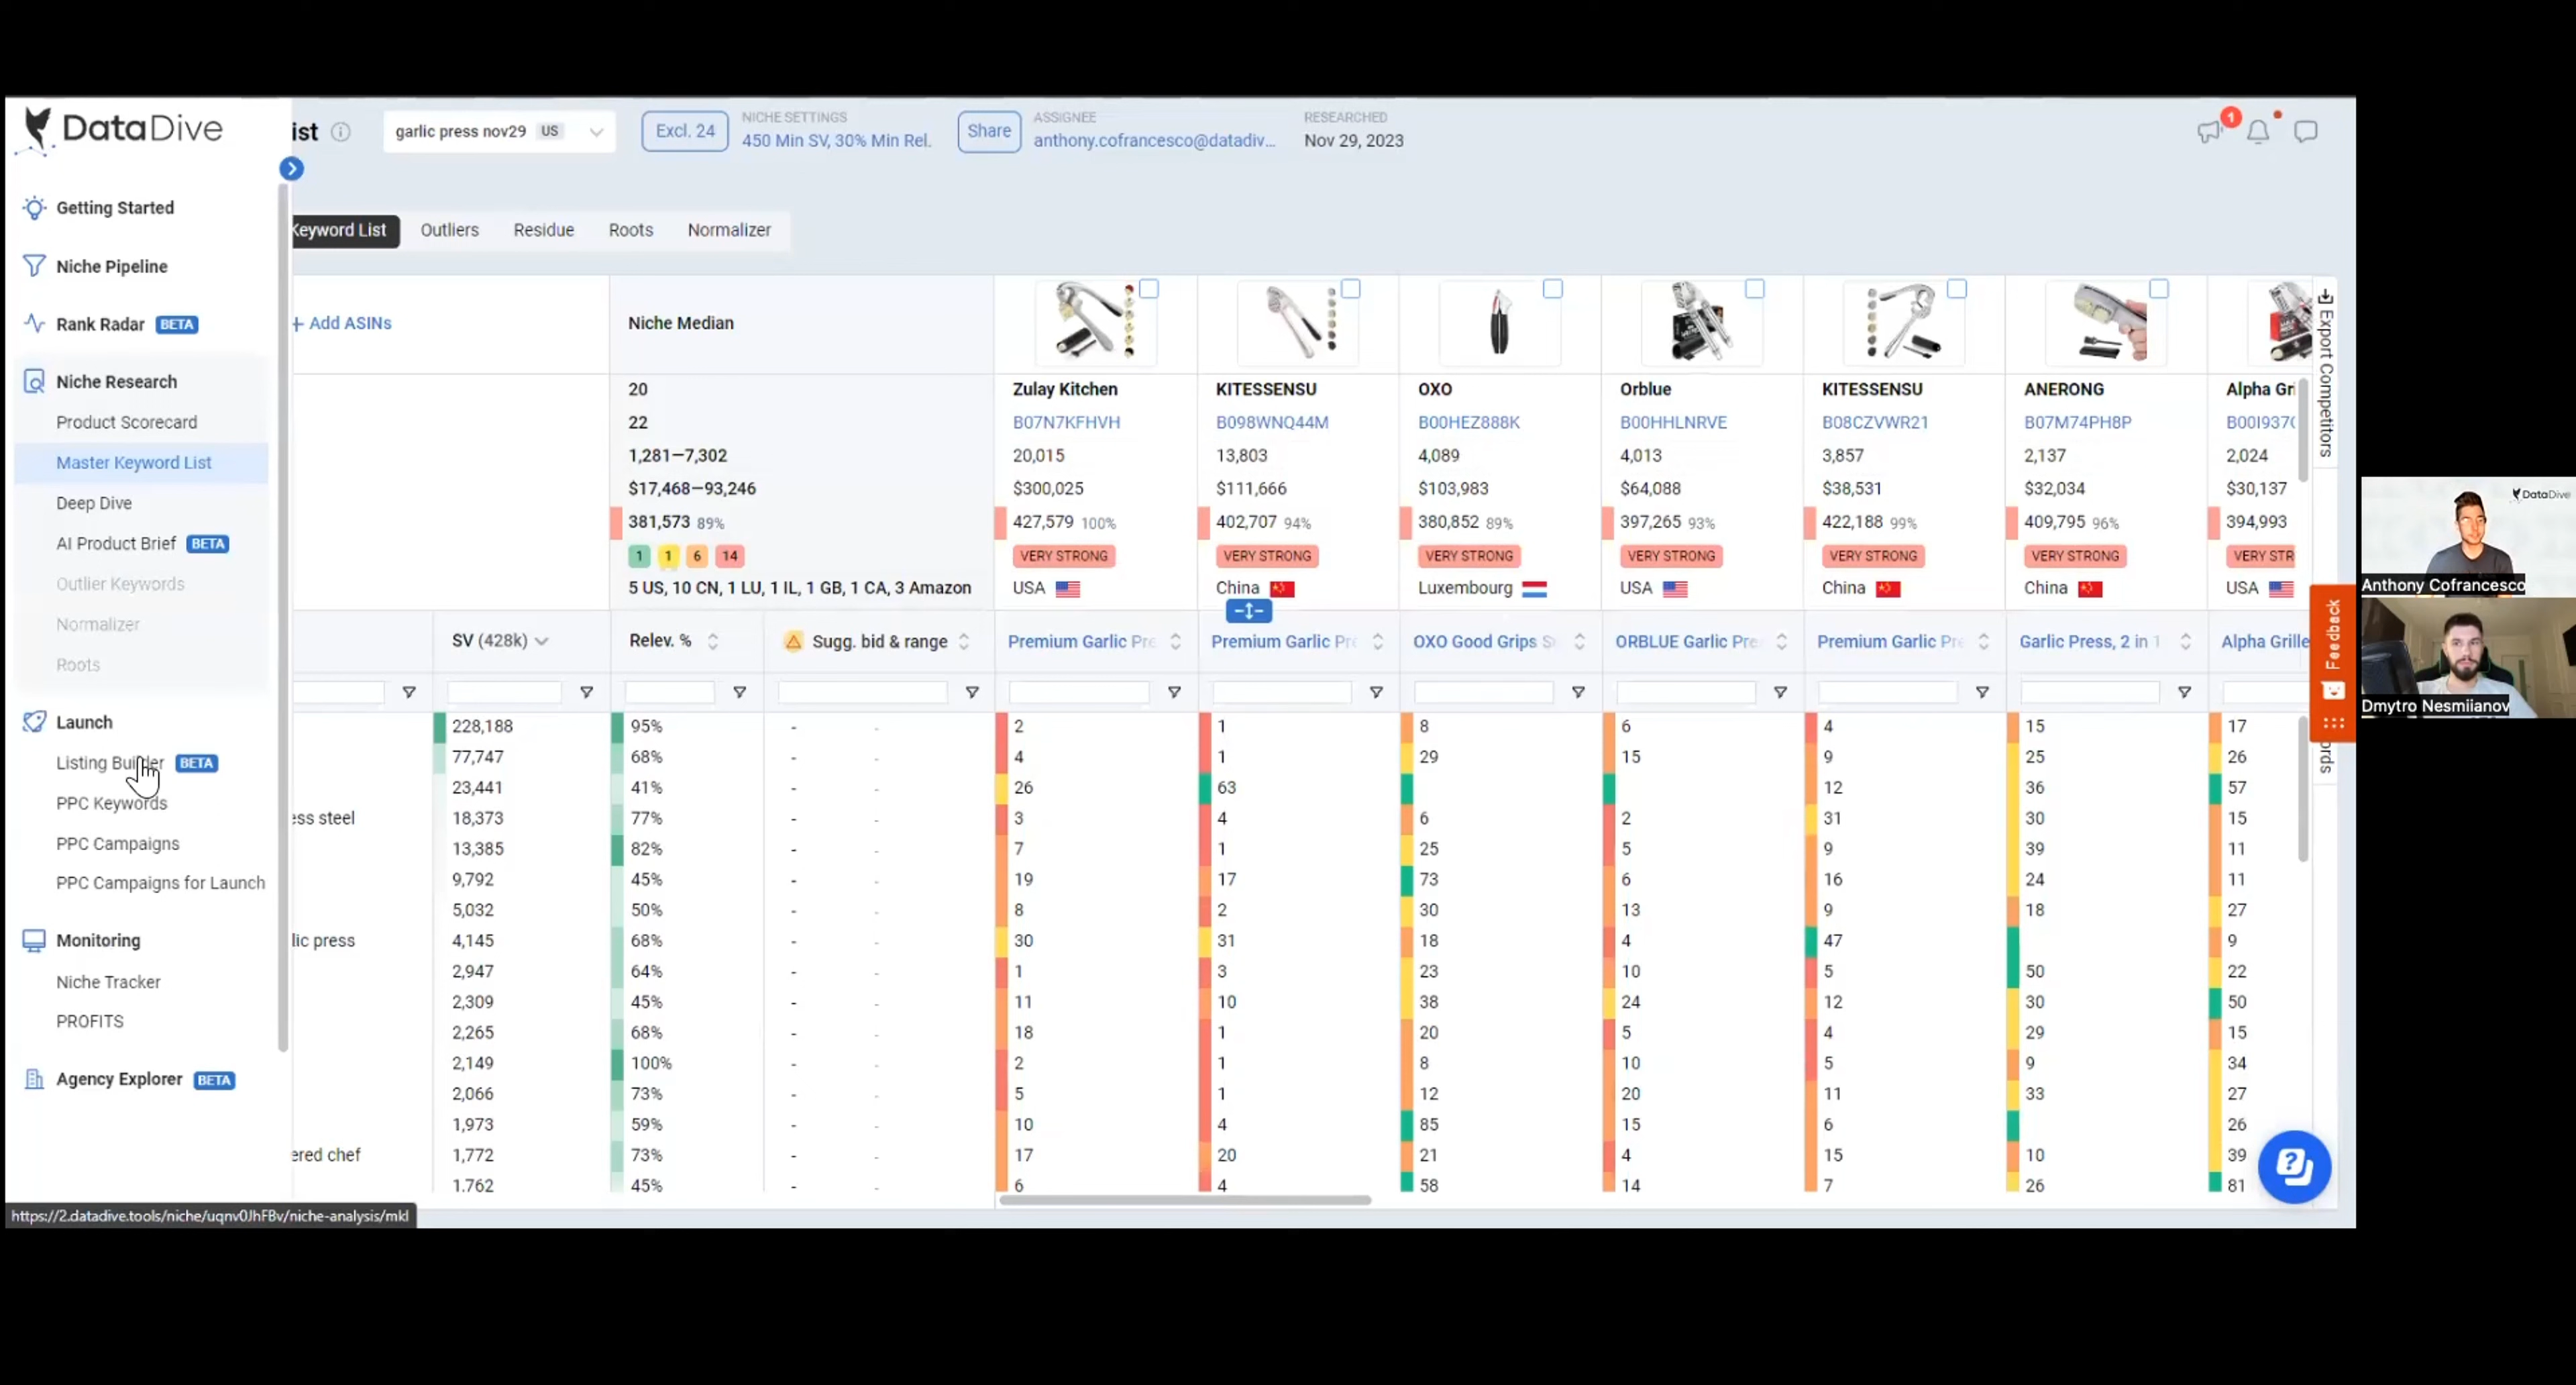 DataDive
Getting Started
Niche Pipeline
Rank Radar BETA
Niche Research
Product Scorecard
Master Keyword List
Deep Dive
AI Product Brief BETA
Outlier Keywords
Normalizer
Roots
Launch
Listing Builder BETA
PPC Keywords
PPC Campaigns
PPC Campaigns for Launch
Monitoring
Niche Tracker
PROFITS
Agency Explorer BETA
https://2.datadive.tools/niche/uqnv0JhFBv/niche-analysis/mkl
ist garlic press nov29 US Excl. 24 NICHE SETTINGS Share ASSIGNEE RESEARCHED 1
450 Min SV, 30% Min Rel. anthony.cofrancesco@datadiv... Nov 29, 2023
Keyword List Outliers Residue Roots Normalizer
+ Add ASINs Niche Median
20 Zulay Kitchen KITESSENSU OXO Orblue KITESSENSU ANERONG Alpha Gri
22 B07N7KFHVH B098WNQ44M B00HEZ888K B00HHLNRVE B08CZVWR21 B07M74PH8P B00I937
1,281—7,302 20,015 13,803 4,089 4,013 3,857 2,137 2,024
$17,468—93,246 $300,025 $111,666 $103,983 $64,088 $38,531 $32,034 $30,137
381,573 89% 427,579 100% 402,707 94% 380,852 89% 397,265 93% 422,188 99% 409,795 96% 394,993
1 1 6 14 VERY STRONG VERY STRONG VERY STRONG VERY STRONG VERY STRONG VERY STRONG VERY STR
5 US, 10 CN, 1 LU, 1 IL, 1 GB, 1 CA, 3 Amazon USA China Luxembourg USA China China USA
SV (428k) Relev. % Sugg. bid & range Premium Garlic Pre Premium Garlic Pre OXO Good Grips S ORBLUE Garlic Pre Premium Garlic Pre Garlic Press, 2 in 1 Alpha Grille
228,188 95% - - 2 1 8 6 4 15 17
77,747 68% - - 4 1 29 15 9 25 26
23,441 41% - - 26 63 12 36 57
ess steel 18,373 77% - - 3 4 6 2 31 30 15
13,385 82% - - 7 1 25 5 9 39 11
9,792 45% - - 19 17 73 6 16 24 11
5,032 50% - - 8 2 30 13 9 18 27
lic press 4,145 68% - - 30 31 18 4 47 9
2,947 64% - - 1 3 23 10 5 50 22
2,309 45% - - 11 10 38 24 12 30 50
2,265 68% - - 18 1 20 5 4 29 15
2,149 100% - - 2 1 8 10 5 9 34
2,066 73% - - 5 1 12 20 11 33 27
1,973 59% - - 10 4 85 15 6 26
ered chef 1,772 73% - - 17 20 21 4 15 10 39
1,762 45% - - 6 4 58 14 7 26 81
Export Competitors
Feedback
ords
DataDive
Anthony Cofrancesco
Dmytro Nesmiianov